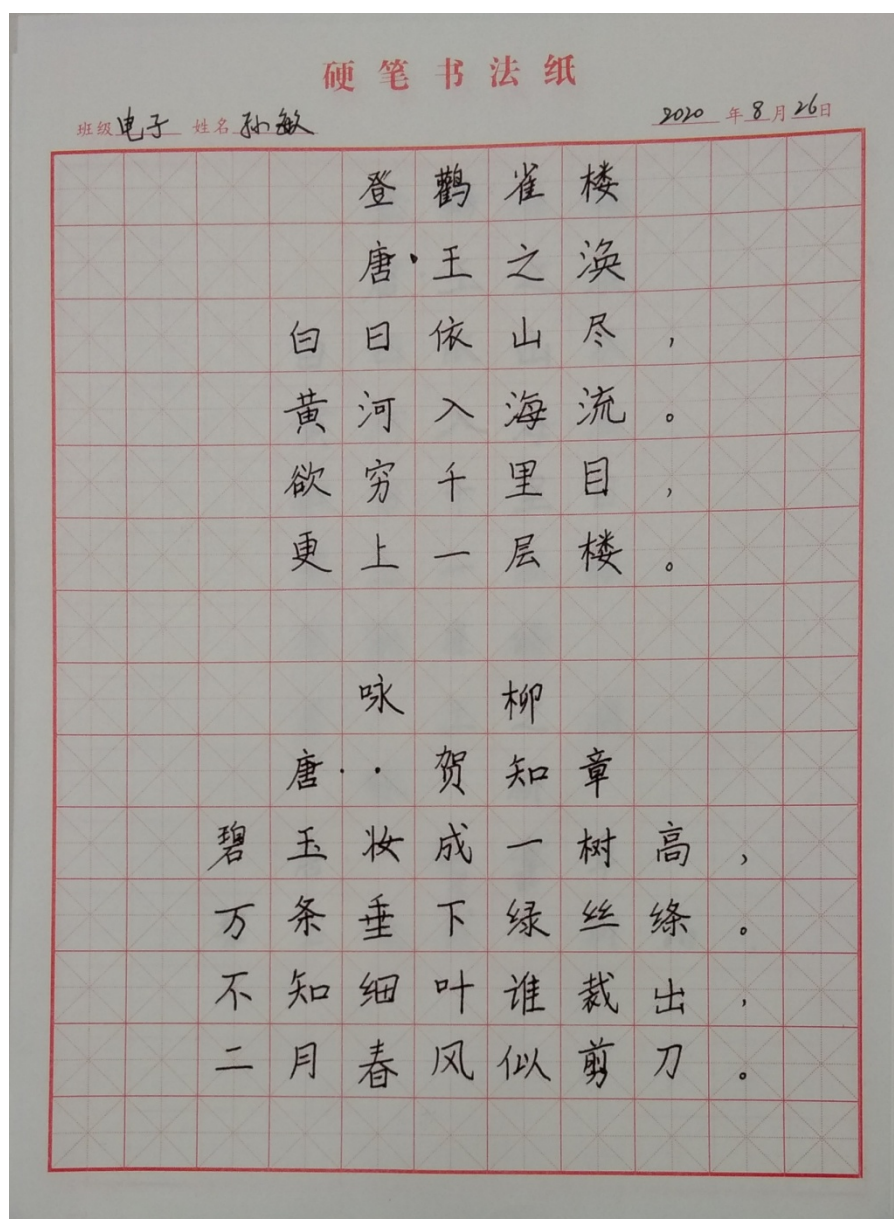 硬笔书法纸
班级 电子 姓名 孙敏 2020 年 8 月 26 日
登鹳雀楼
唐·王之涣
白日依山尽，
黄河入海流。
欲穷千里目，
更上一层楼。
咏 柳
唐··贺知章
碧玉妆成一树高，
万条垂下绿丝绦。
不知细叶谁裁出，
二月春风似剪刀。